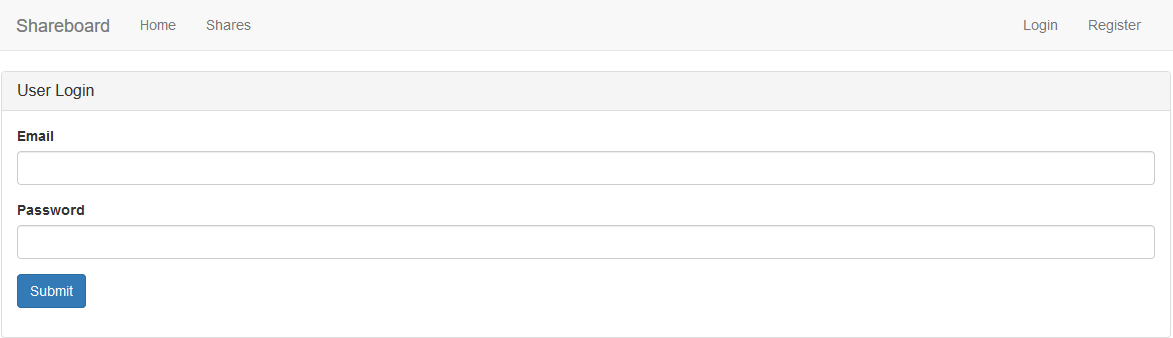 Shareboard Home Shares Login Register
User Login
Email
Password
Submit